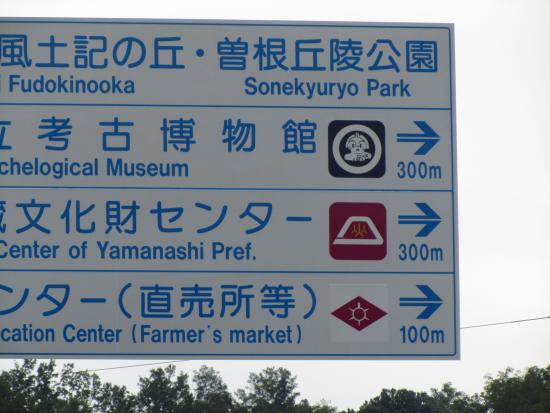 風土記の丘・曽根丘陵公園
Fudokinooka Sonekyuryo Park
立考古博物館
chelogical Museum
300m
蔵文化財センター
Center of Yamanashi Pref.
300m
ンター(直売所等)
cation Center (Farmer's market)
100m